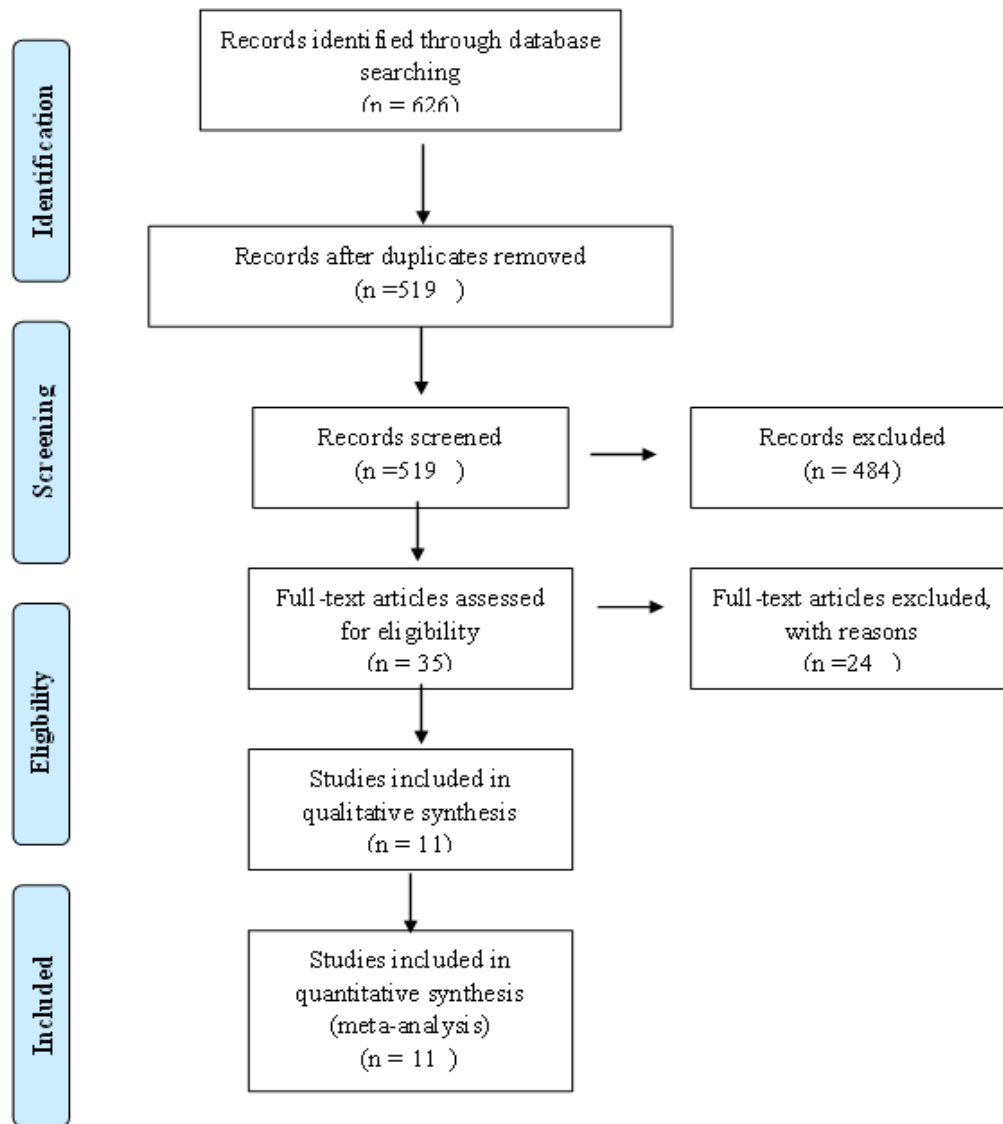 Identification
Records identified through database
searching
(n = 626)
Records after duplicates removed
(n =519 )
Screening
Records screened
(n =519 )
Records excluded
(n = 484)
Eligibility
Full-text articles assessed
for eligibility
(n = 35)
Full-text articles excluded,
with reasons
(n =24 )
Studies included in
qualitative synthesis
(n = 11)
Included
Studies included in
quantitative synthesis
(meta-analysis)
(n = 11 )